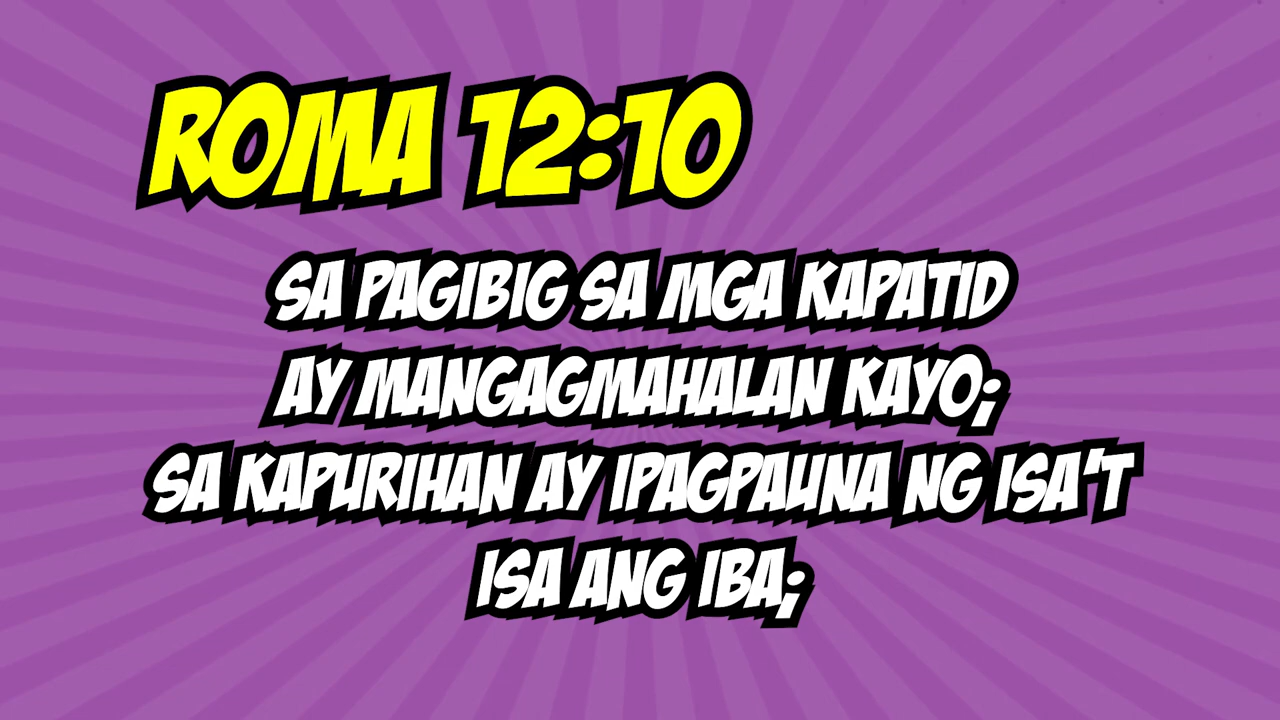 ROMA 12:10
SA PAGIBIG SA MGA KAPATID
AY MANGAGMAHALAN KAYO;
SA KAPURIHAN AY IPAGPAUNA NG ISA'T
ISA ANG IBA;